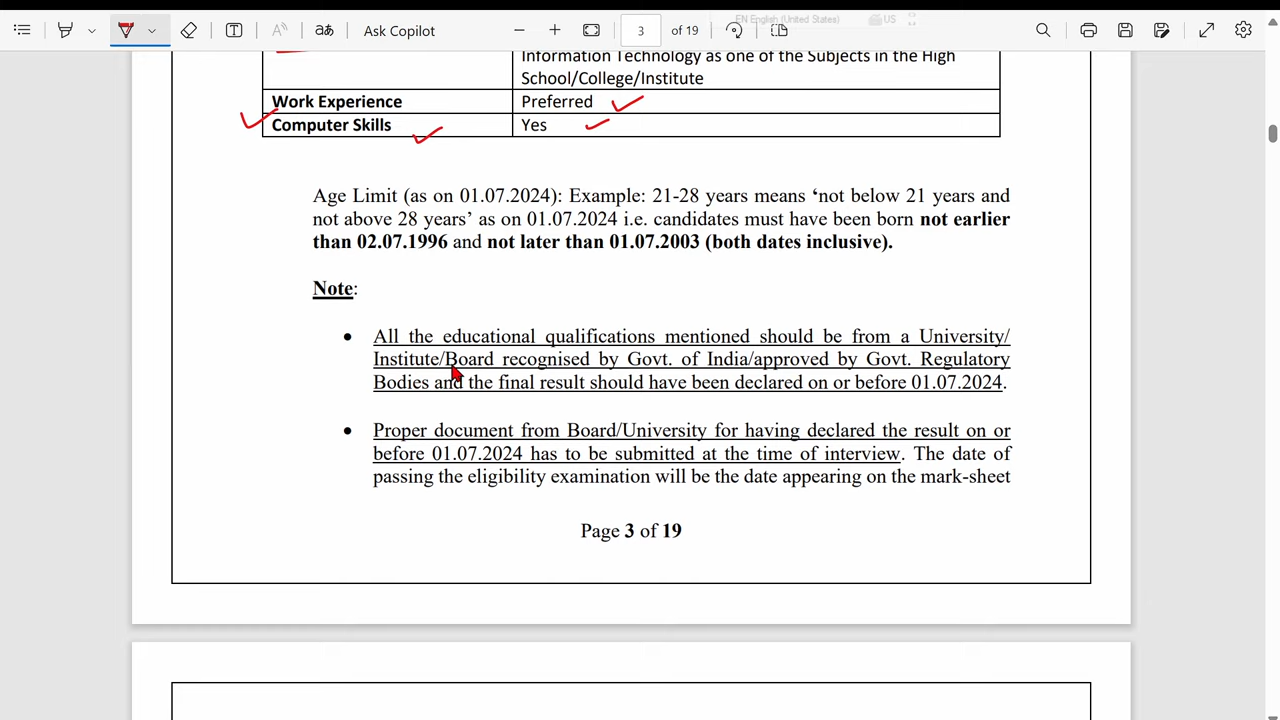 EN English (United States) US
Ask Copilot 3 of 19
Information Technology as one of the Subjects in the High
School/College/Institute
Work Experience Preferred
Computer Skills Yes
Age Limit (as on 01.07.2024): Example: 21-28 years means ‘not below 21 years and
not above 28 years’ as on 01.07.2024 i.e. candidates must have been born not earlier
than 02.07.1996 and not later than 01.07.2003 (both dates inclusive).
Note:
• All the educational qualifications mentioned should be from a University/
Institute/Board recognised by Govt. of India/approved by Govt. Regulatory
Bodies and the final result should have been declared on or before 01.07.2024.
• Proper document from Board/University for having declared the result on or
before 01.07.2024 has to be submitted at the time of interview. The date of
passing the eligibility examination will be the date appearing on the mark-sheet
Page 3 of 19